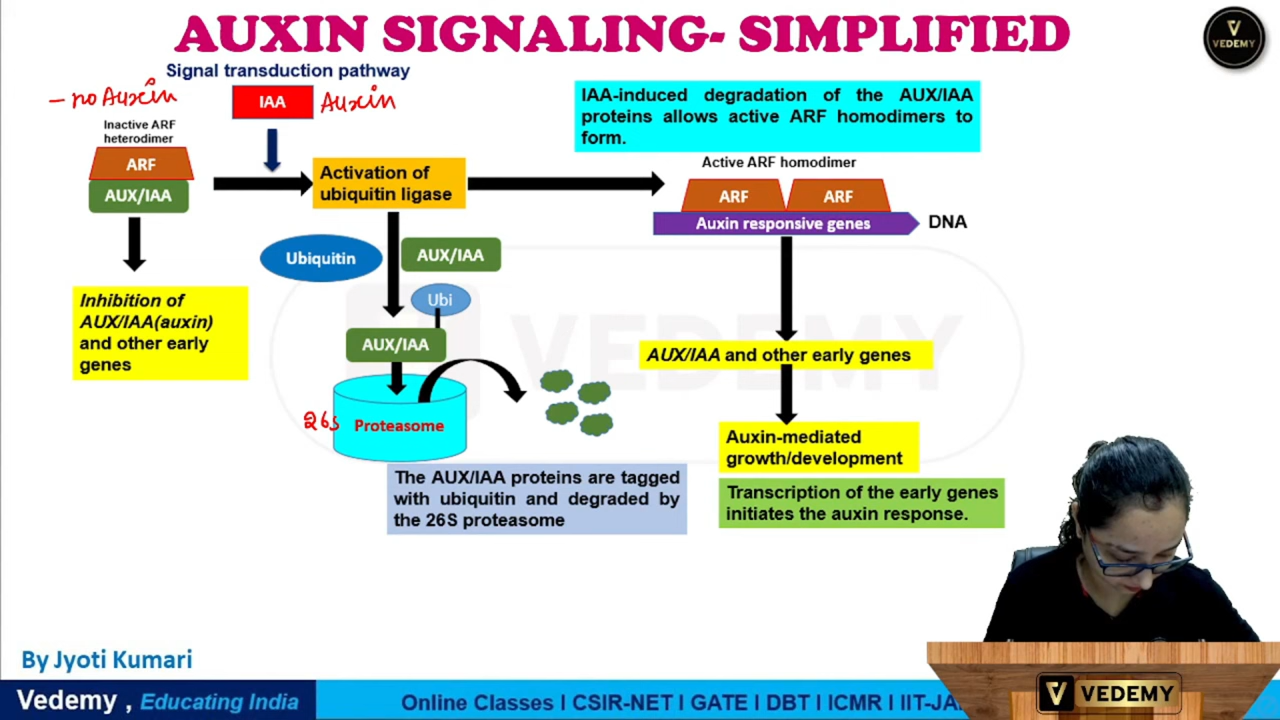 AUXIN SIGNALING- SIMPLIFIED
VEDEMY
Signal transduction pathway
- no Auxin
IAA
Auxin
Inactive ARF
heterodimer
ARF
AUX/IAA
Inhibition of
AUX/IAA(auxin)
and other early
genes
Activation of
ubiquitin ligase
Ubiquitin
AUX/IAA
Ubi
AUX/IAA
26s
Proteasome
The AUX/IAA proteins are tagged
with ubiquitin and degraded by
the 26S proteasome
IAA-induced degradation of the AUX/IAA
proteins allows active ARF homodimers to
form.
Active ARF homodimer
ARF
ARF
Auxin responsive genes
DNA
AUX/IAA and other early genes
Auxin-mediated
growth/development
Transcription of the early genes
initiates the auxin response.
VEDEMY
By Jyoti Kumari
VEDEMY
Vedemy , Educating India
Online Classes I CSIR-NET I GATE I DBT I ICMR I IIT-JA